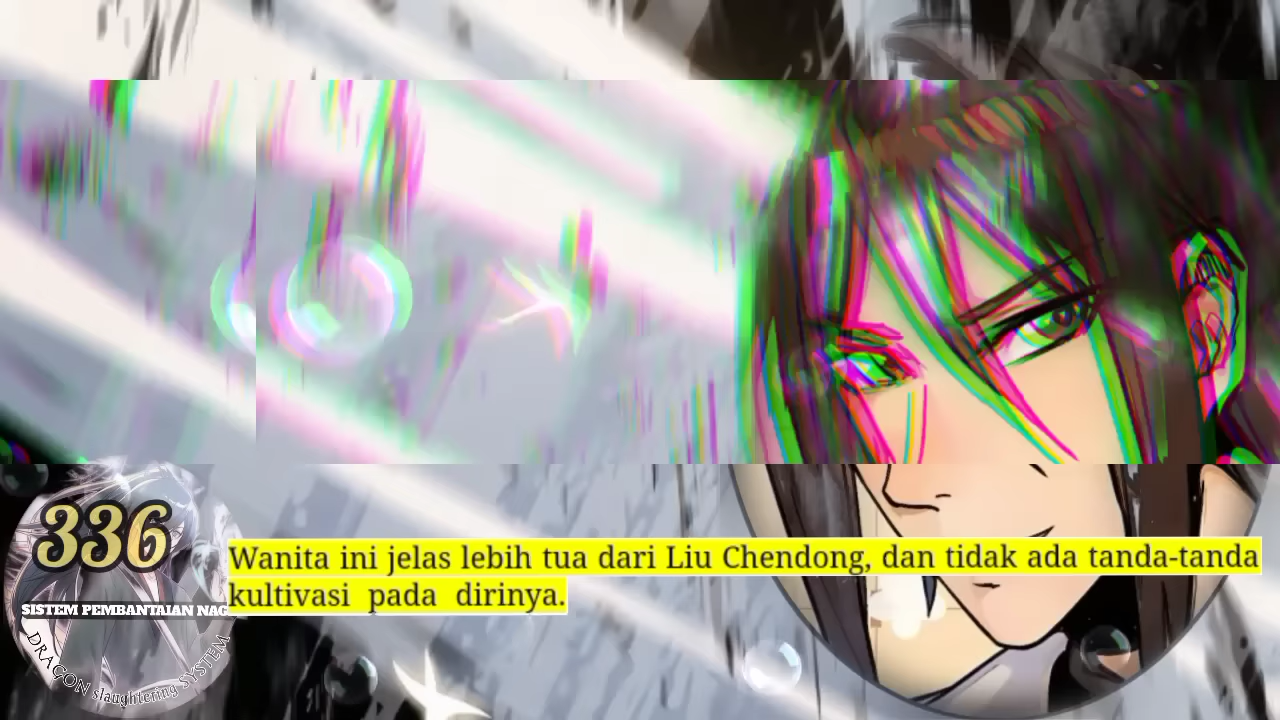 336
SISTEM PEMBANTAIAN NAG
DRAGON slaughtering SYSTEM
Wanita ini jelas lebih tua dari Liu Chendong, dan tidak ada tanda-tanda
kultivasi pada dirinya.